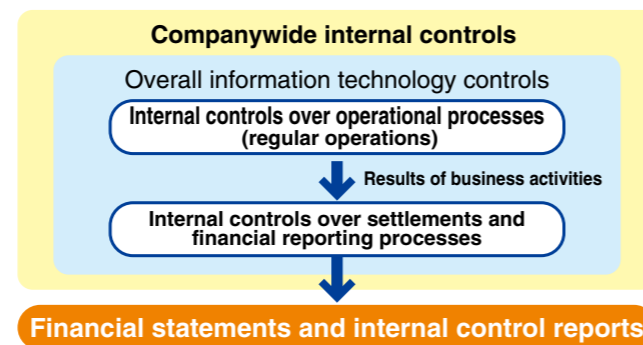 Companywide internal controls
Overall information technology controls
Internal controls over operational processes
(regular operations)
Results of business activities
Internal controls over settlements and
financial reporting processes
Financial statements and internal control reports